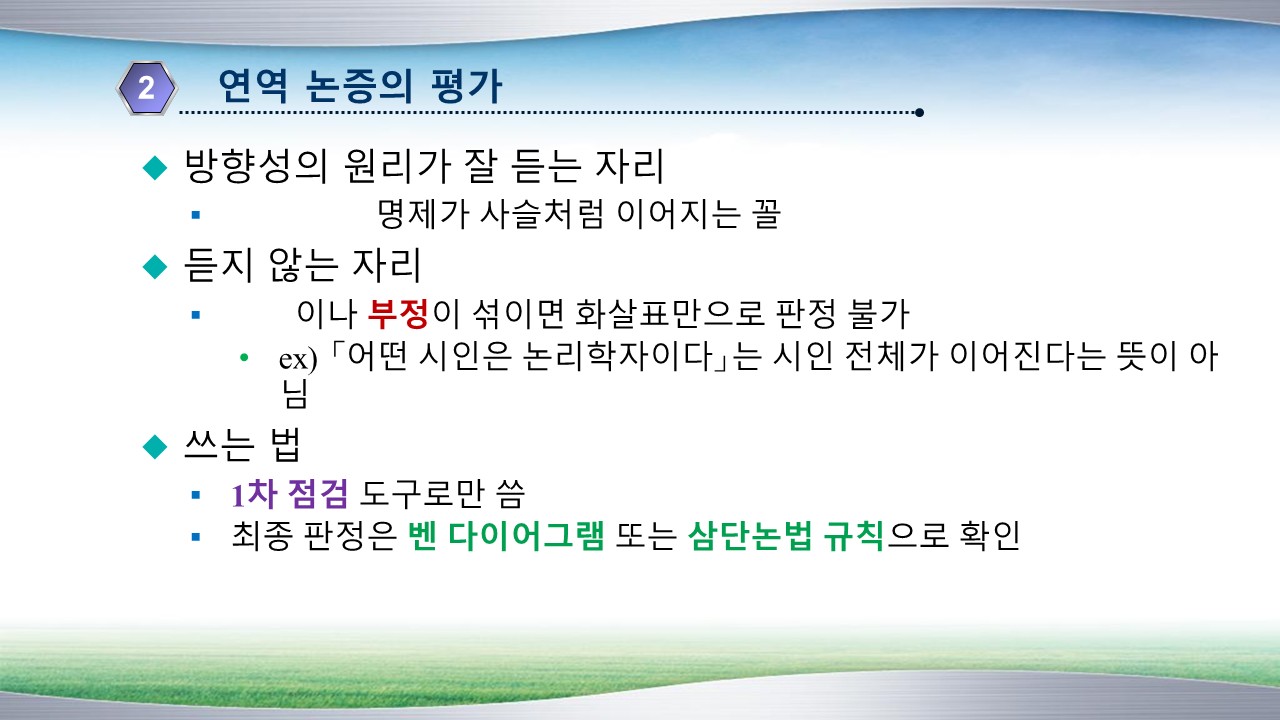 2 연역 논증의 평가
방향성의 원리가 잘 듣는 자리
명제가 사슬처럼 이어지는 꼴
듣지 않는 자리
이나 부정이 섞이면 화살표만으로 판정 불가
ex) 「어떤 시인은 논리학자이다」는 시인 전체가 이어진다는 뜻이 아
님
쓰는 법
1차 점검 도구로만 씀
최종 판정은 벤 다이어그램 또는 삼단논법 규칙으로 확인